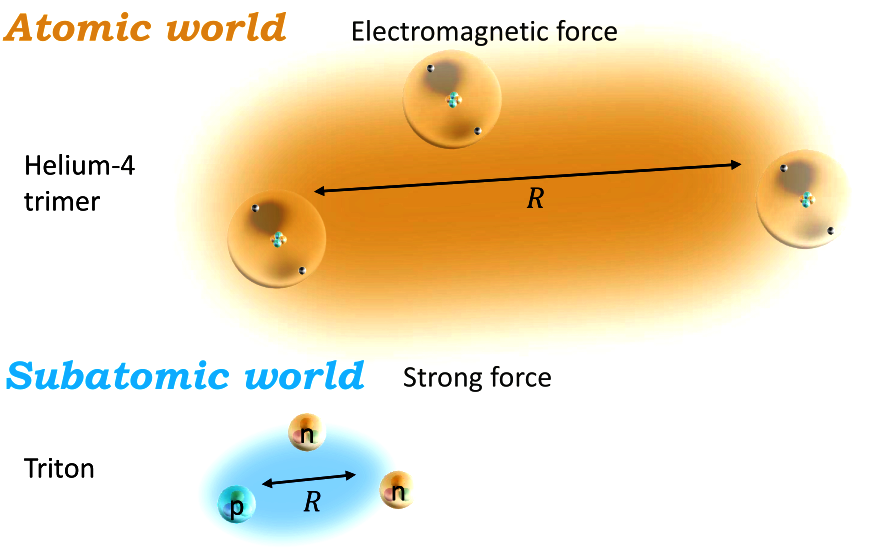 Atomic world
Electromagnetic force
Helium-4
trimer
R
Subatomic world
Strong force
n
Triton
R
p
n